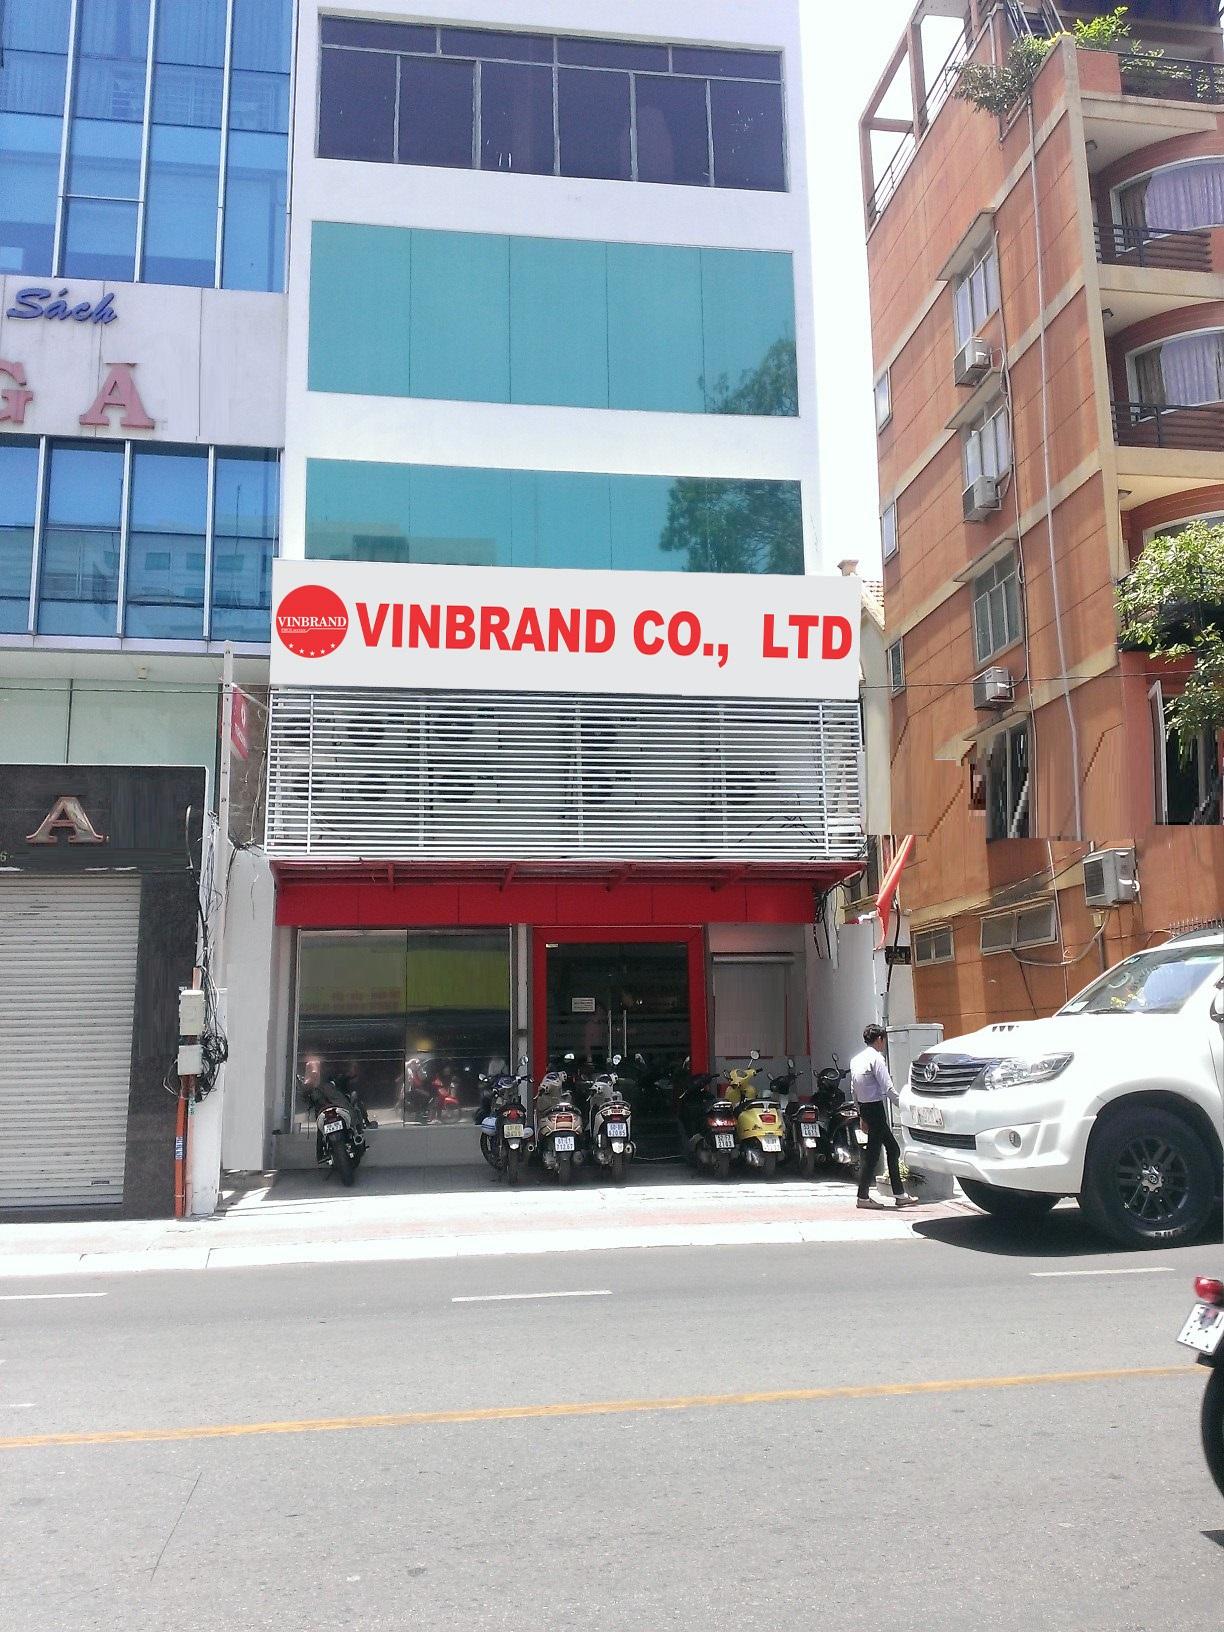 Sách
G A
VINBRAND
VINBRAND CO., LTD
A